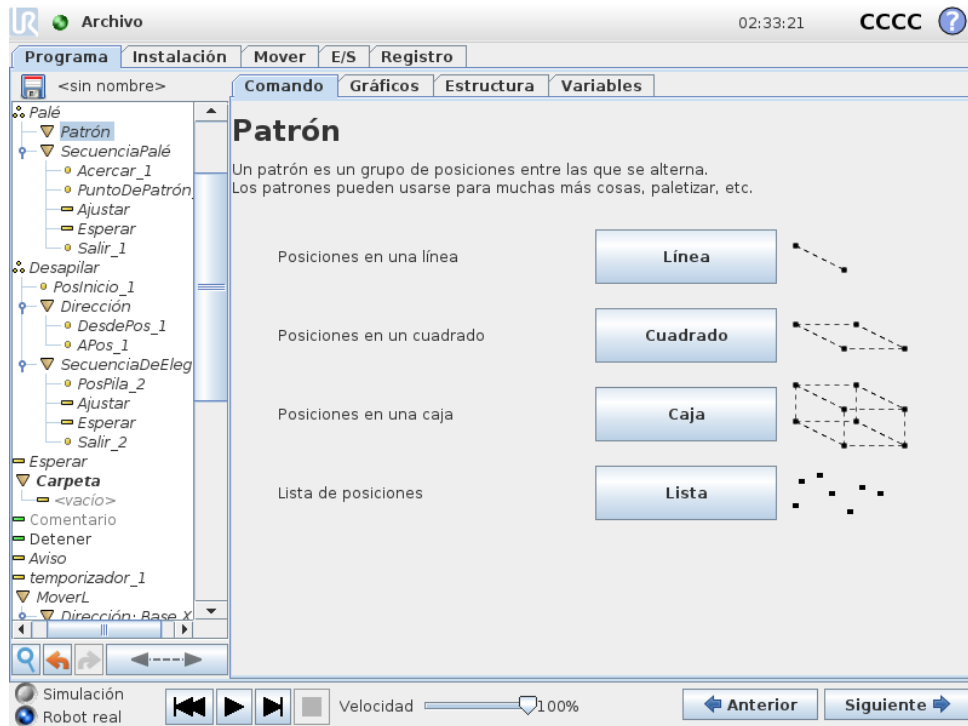 UR Archivo 02:33:21 CCCC ?
Programa Instalación Mover E/S Registro
<sin nombre>
Comando Gráficos Estructura Variables
Palé
Patrón
SecuenciaPalé
Acercar_1
PuntoDePatrón_
Ajustar
Esperar
Salir_1
Desapilar
PosInicio_1
Dirección
DesdePos_1
APos_1
SecuenciaDeEleg
PosPila_2
Ajustar
Esperar
Salir_2
Esperar
Carpeta
<vacío>
Comentario
Detener
Aviso
temporizador_1
MoverL
Dirección: Base X
Patrón
Un patrón es un grupo de posiciones entre las que se alterna.
Los patrones pueden usarse para muchas más cosas, paletizar, etc.
Posiciones en una línea Línea
Posiciones en un cuadrado Cuadrado
Posiciones en una caja Caja
Lista de posiciones Lista
Simulación
Robot real
Velocidad 100%
Anterior Siguiente